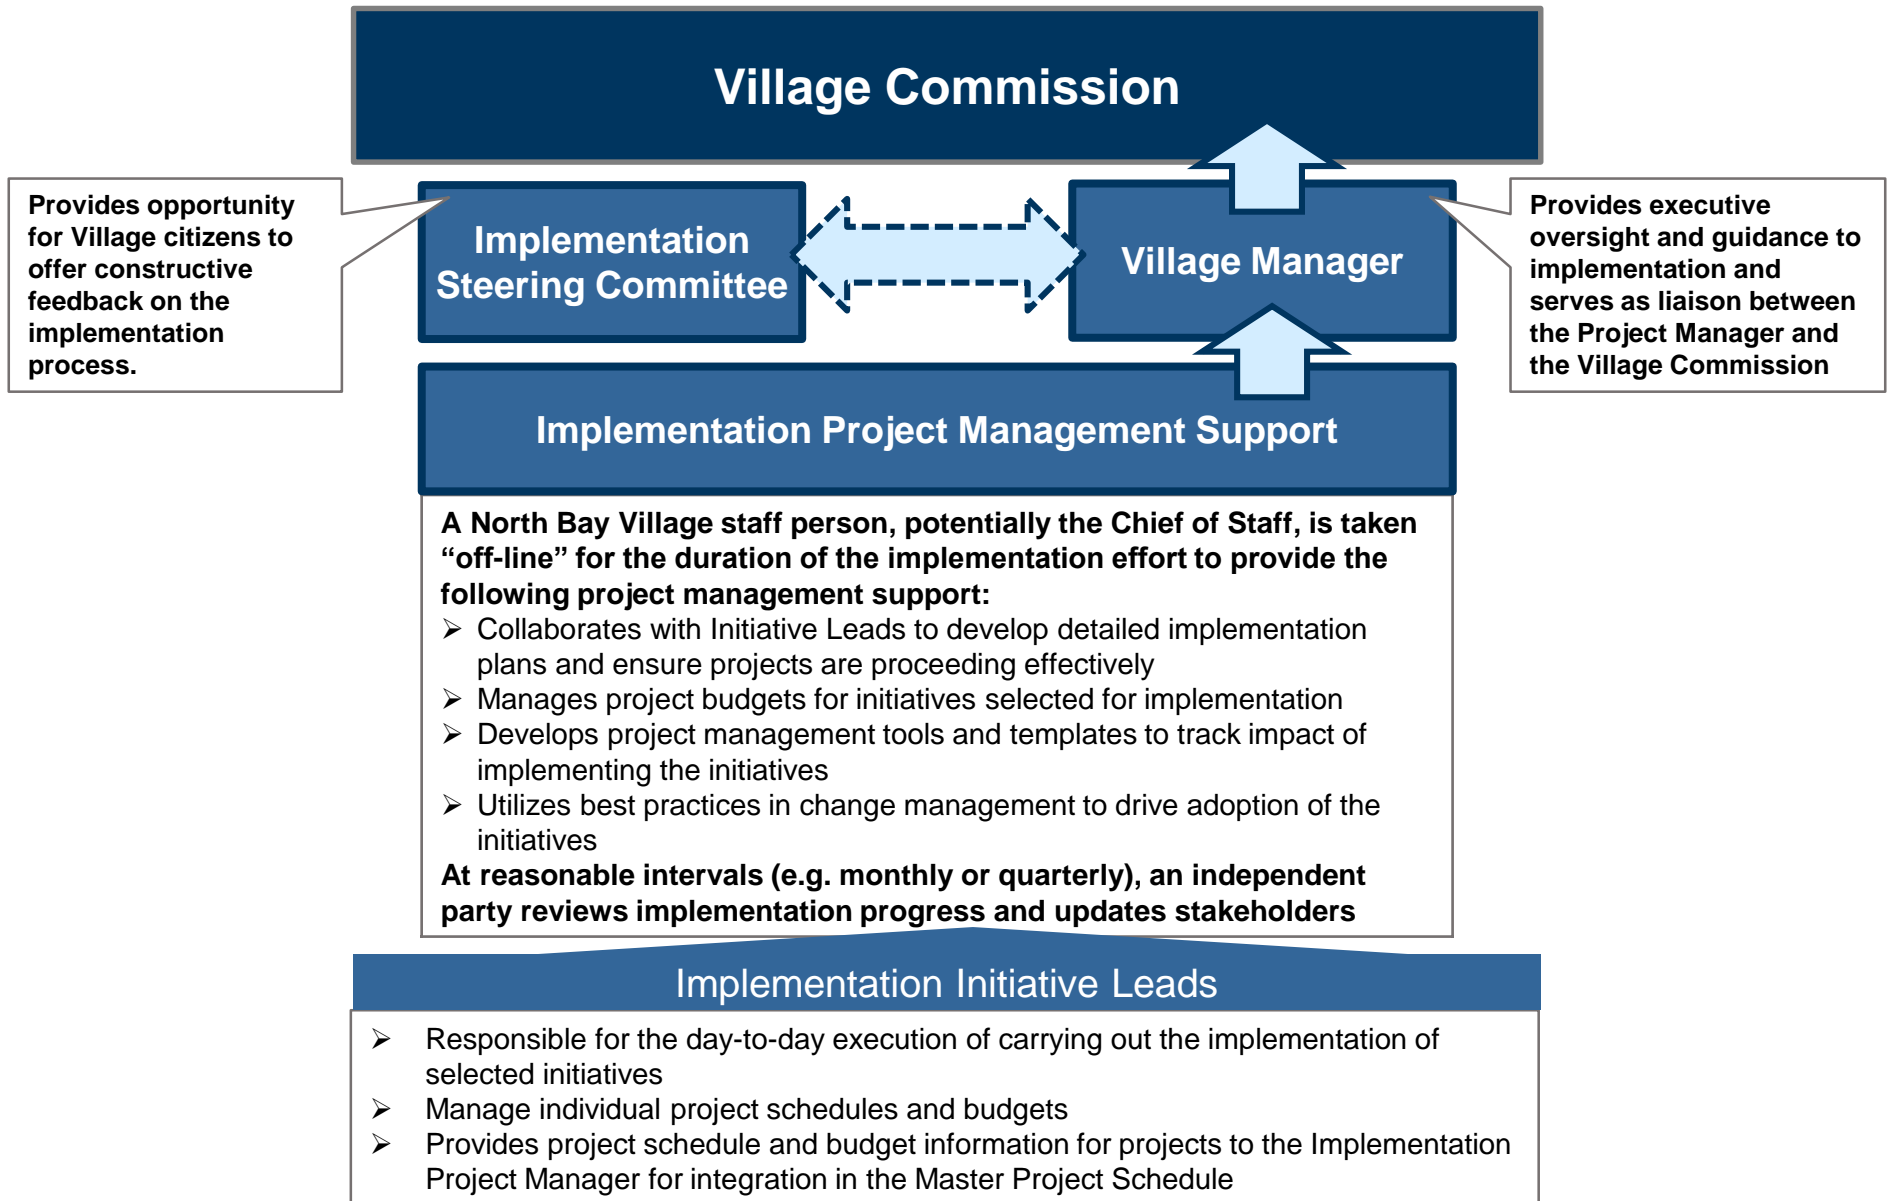 Village Commission
Provides opportunity
for Village citizens to
offer constructive
feedback on the
implementation
process.
Implementation
Steering Committee
Village Manager
Provides executive
oversight and guidance to
implementation and
serves as liaison between
the Project Manager and
the Village Commission
Implementation Project Management Support
A North Bay Village staff person, potentially the Chief of Staff, is taken
“off-line” for the duration of the implementation effort to provide the
following project management support:
➢ Collaborates with Initiative Leads to develop detailed implementation
plans and ensure projects are proceeding effectively
➢ Manages project budgets for initiatives selected for implementation
➢ Develops project management tools and templates to track impact of
implementing the initiatives
➢ Utilizes best practices in change management to drive adoption of the
initiatives
At reasonable intervals (e.g. monthly or quarterly), an independent
party reviews implementation progress and updates stakeholders
Implementation Initiative Leads
➢ Responsible for the day-to-day execution of carrying out the implementation of
selected initiatives
➢ Manage individual project schedules and budgets
➢ Provides project schedule and budget information for projects to the Implementation
Project Manager for integration in the Master Project Schedule